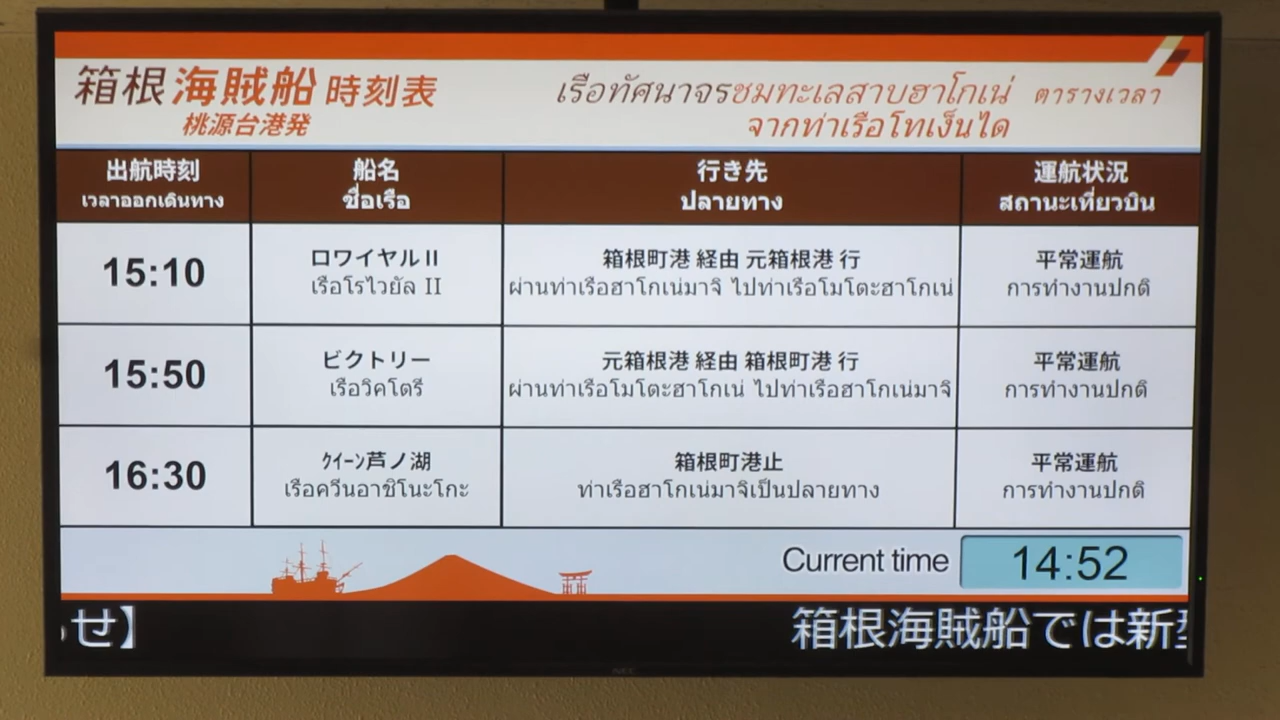 箱根海賊船時刻表
桃源台港発
เรือทัศนาจรชมทะเลสาบฮาโกเน่ ตารางเวลา
จากท่าเรือโทเง็นได
出航時刻
เวลาออกเดินทาง
船名
ชื่อเรือ
行き先
ปลายทาง
運航状況
สถานะเที่ยวบิน
15:10
ロワイヤルⅡ
เรือโรไวยัล II
箱根町港 経由 元箱根港 行
ผ่านท่าเรือฮาโกเน่มาจิ ไปท่าเรือโมโตะฮาโกเน่
平常運航
การทำงานปกติ
15:50
ビクトリー
เรือวิคโตรี
元箱根港 経由 箱根町港 行
ผ่านท่าเรือโมโตะฮาโกเน่ ไปท่าเรือฮาโกเน่มาจิ
平常運航
การทำงานปกติ
16:30
ｸｲｰﾝ芦ノ湖
เรือควีนอาชิโนะโกะ
箱根町港止
ท่าเรือฮาโกเน่มาจิเป็นปลายทาง
平常運航
การทำงานปกติ
Current time 14:52
せ】 箱根海賊船では新
NEC